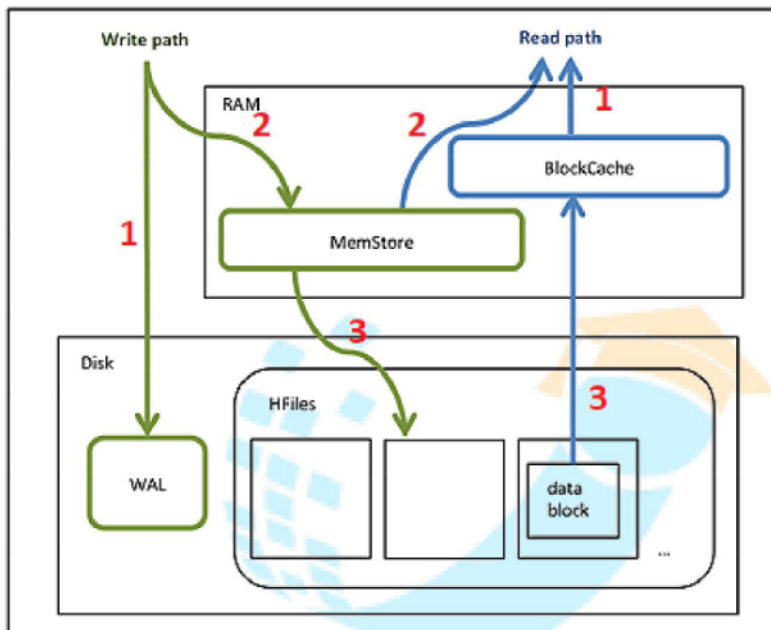 Write path
Read path
RAM
2
2
1
BlockCache
1
MemStore
3
Disk
3
HFiles
WAL
data
block
...